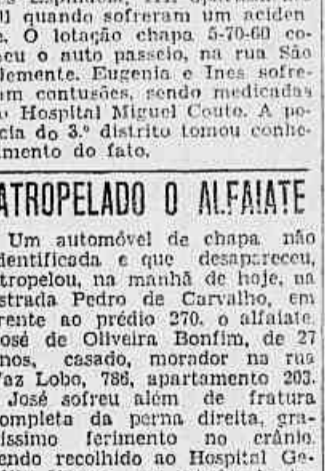 01 quando sofreram um aciden
e. O lotação chapa 5-70-60 co-
eu o auto passeio, na rua São
lemente. Eugenia e Ines sofre-
am contusões, sendo medicadas
o Hospital Miguel Couto. A po-
cia do 3.º distrito tomou conhe-
imento do fato.
ATROPELADO O ALFAIATE
Um automóvel de chapa não
dentificada e que desapareceu,
tropelou, na manhã de hoje, na
strada Pedro de Carvalho, em
rente ao prédio 270. o alfaiate,
osé de Oliveira Bonfim, de 27
nos, casado, morador na rua
Vaz Lobo, 786, apartamento 203.
José sofreu além de fratura
ompleta da perna direita, gra-
íssimo ferimento no crânio.
endo recolhido ao Hospital Ge-